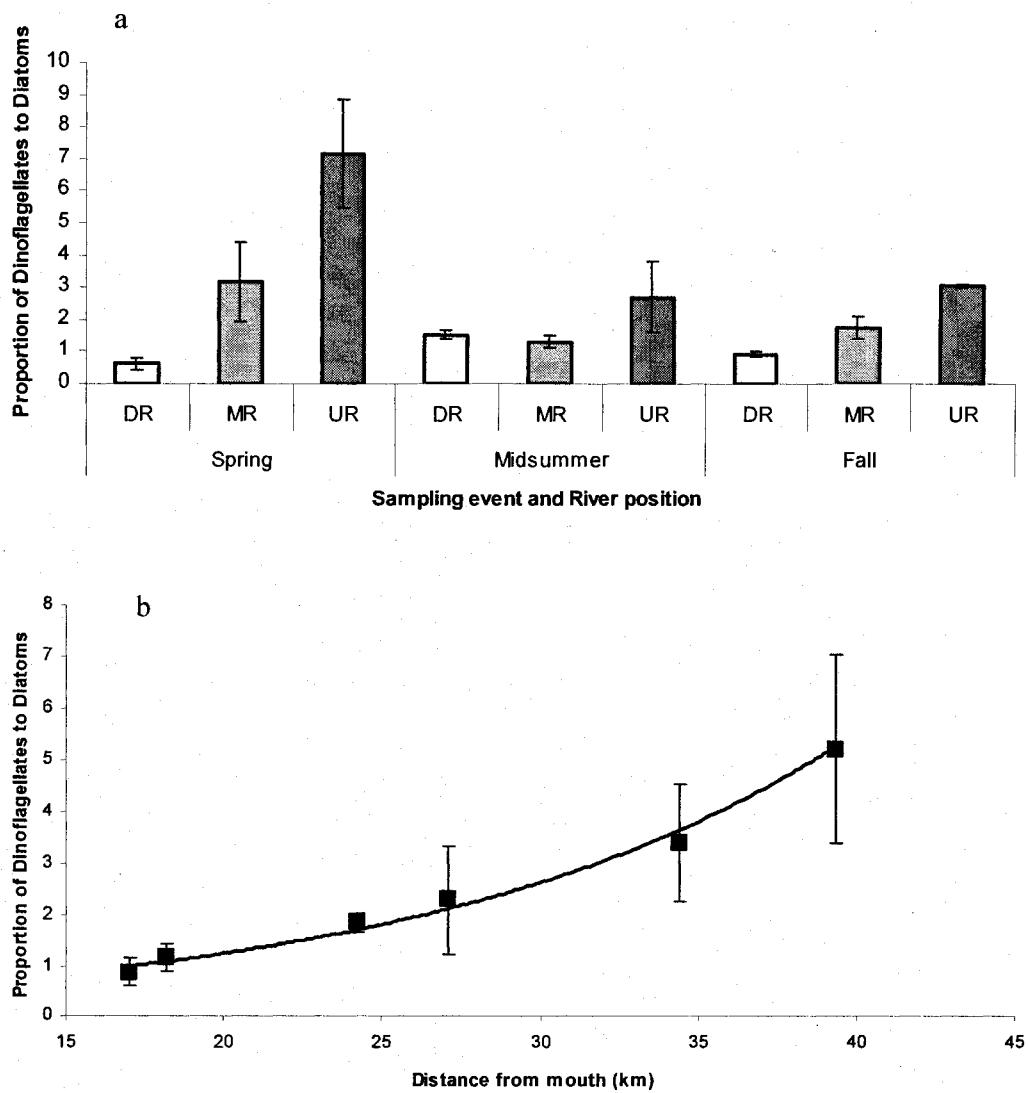 a
Proportion of Dinoflagellates to Diatoms
10
9
8
7
6
5
4
3
2
1
0
DR MR UR DR MR UR DR MR UR
Spring Midsummer Fall
Sampling event and River position
b
Proportion of Dinoflagellates to Diatoms
8
7
6
5
4
3
2
1
0
15 20 25 30 35 40 45
Distance from mouth (km)